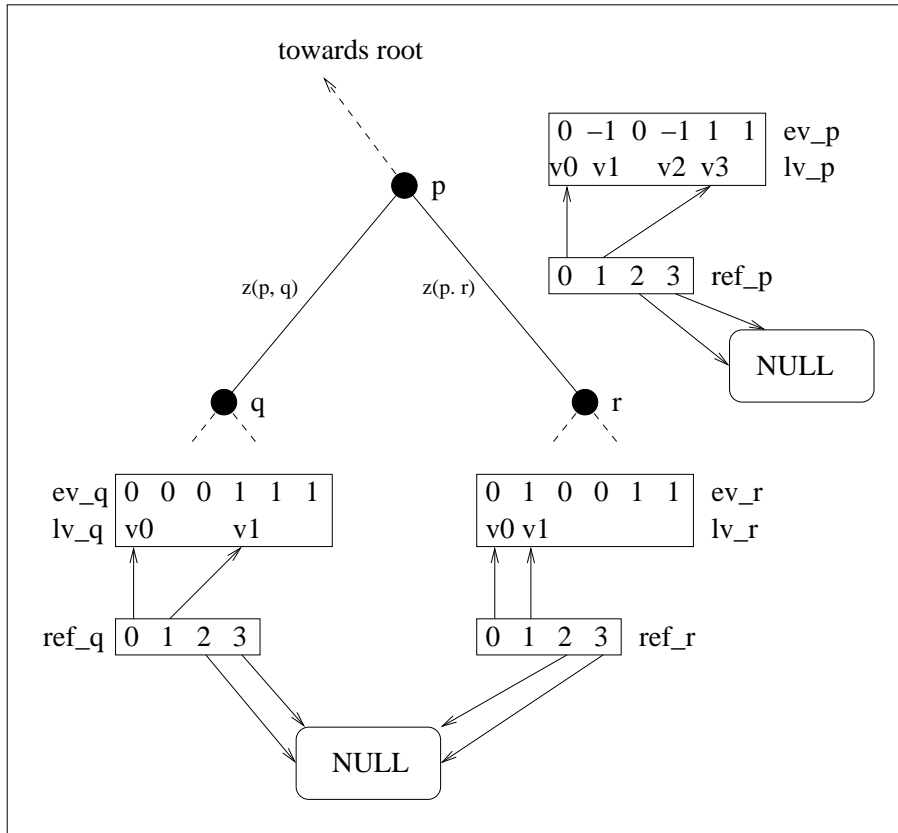 towards root
0 –1 0 –1 1 1 ev_p
v0 v1 v2 v3 lv_p
p
z(p, q)
z(p. r)
0 1 2 3 ref_p
NULL
q
r
ev_q 0 0 0 1 1 1
lv_q v0 v1
0 1 0 0 1 1 ev_r
v0 v1 lv_r
ref_q 0 1 2 3
0 1 2 3 ref_r
NULL